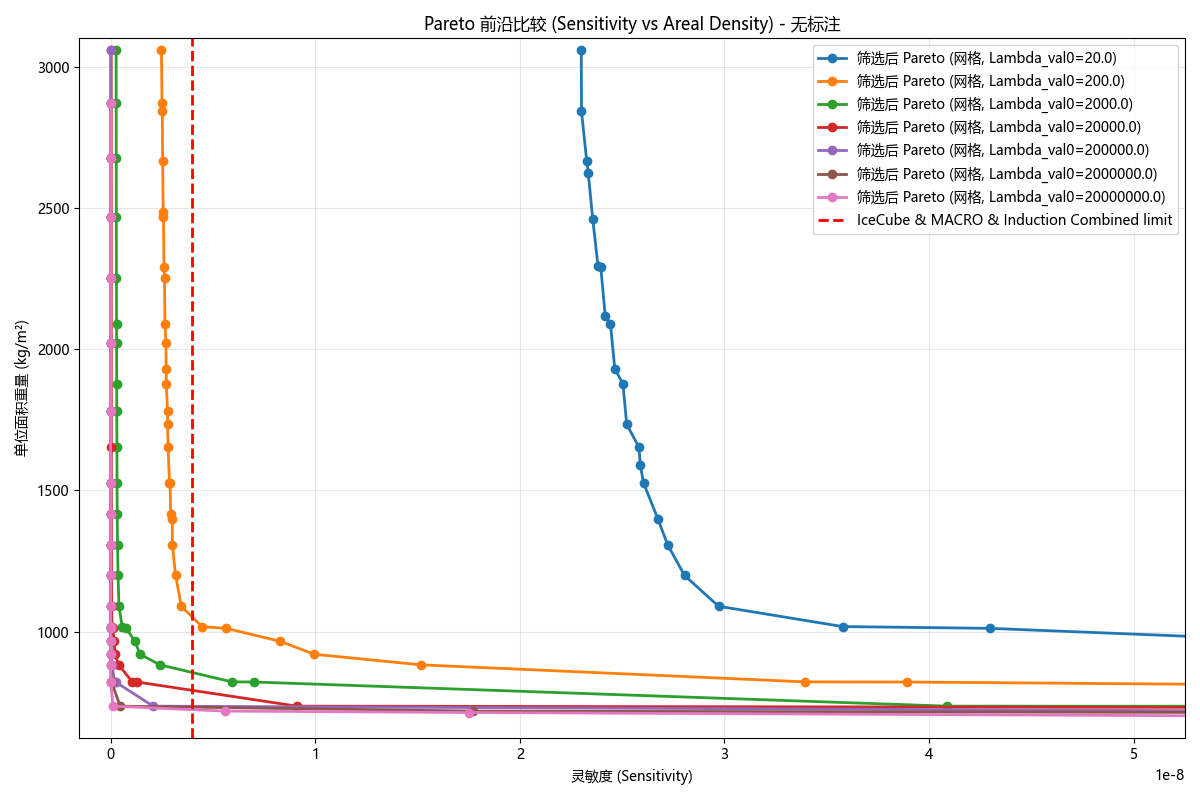 Pareto 前沿比较 (Sensitivity vs Areal Density) - 无标注
筛选后 Pareto (网格, Lambda_val0=20.0)
筛选后 Pareto (网格, Lambda_val0=200.0)
筛选后 Pareto (网格, Lambda_val0=2000.0)
筛选后 Pareto (网格, Lambda_val0=20000.0)
筛选后 Pareto (网格, Lambda_val0=200000.0)
筛选后 Pareto (网格, Lambda_val0=2000000.0)
筛选后 Pareto (网格, Lambda_val0=20000000.0)
IceCube & MACRO & Induction Combined limit
单位面积重量 (kg/m²)
3000
2500
2000
1500
1000
0
1
2
3
4
5
1e-8
灵敏度 (Sensitivity)